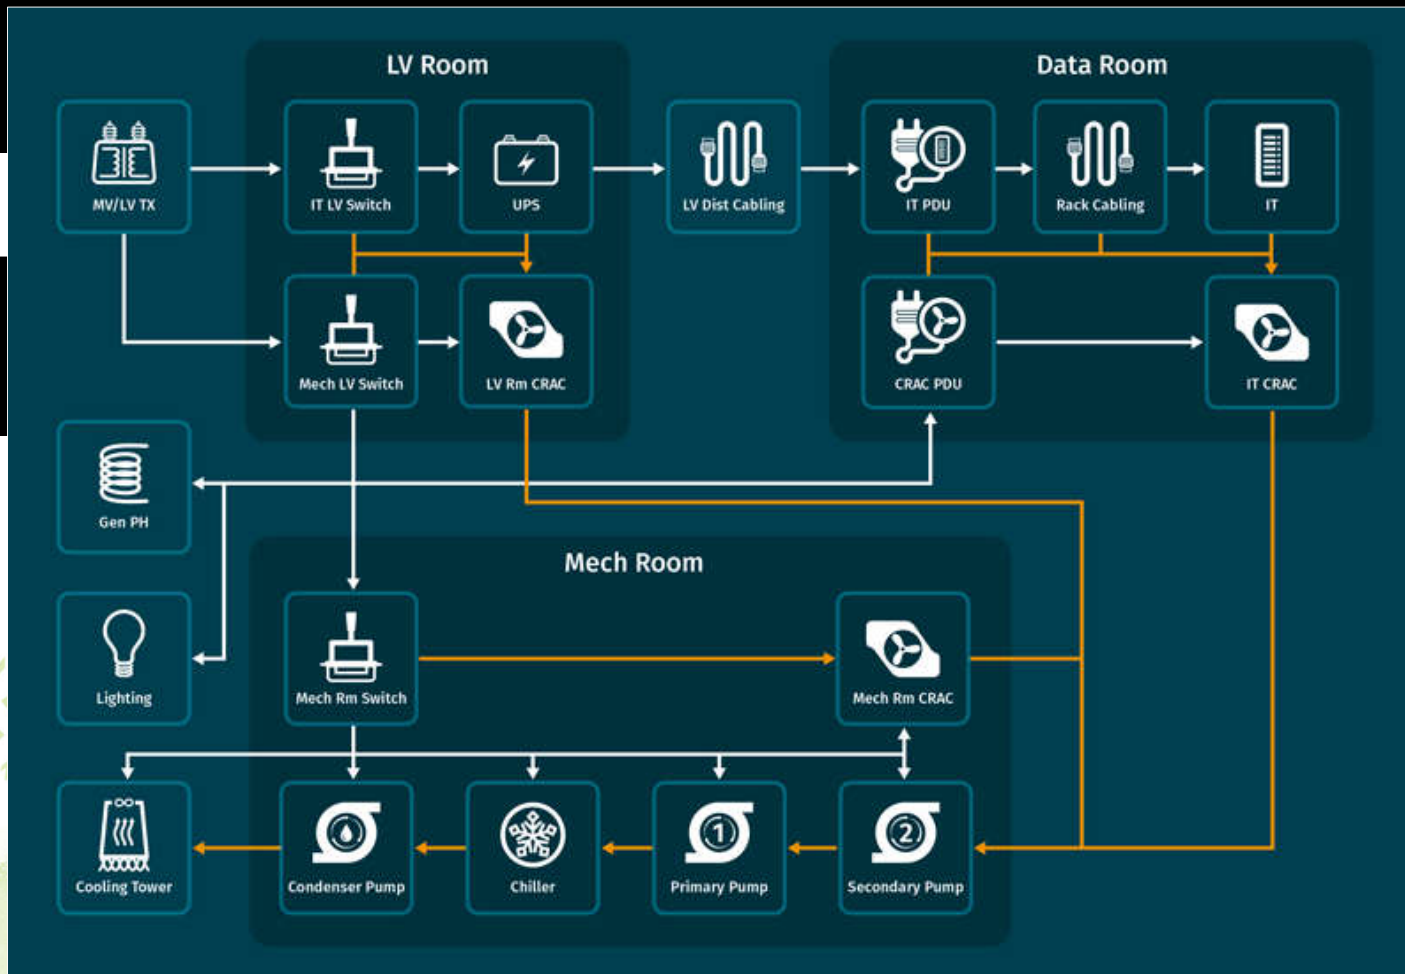 LV Room
Data Room
MV/LV TX
IT LV Switch
UPS
LV Dist Cabling
IT PDU
Rack Cabling
IT
Mech LV Switch
LV Rm CRAC
CRAC PDU
IT CRAC
Gen PH
Mech Room
Lighting
Mech Rm Switch
Mech Rm CRAC
1
2
Cooling Tower
Condenser Pump
Chiller
Primary Pump
Secondary Pump